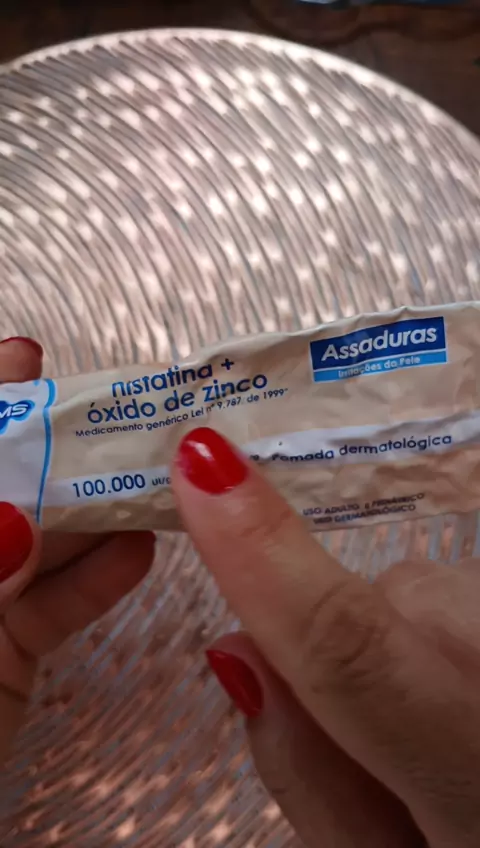 MS
nistatina +
óxido de zinco
Medicamento genérico Lei nº 9.787, de 1999
Assaduras
Irritações da Pele
100.000
Pomada dermatológica
USO ADULTO E PEDIÁTRICO
USO DERMATOLÓGICO